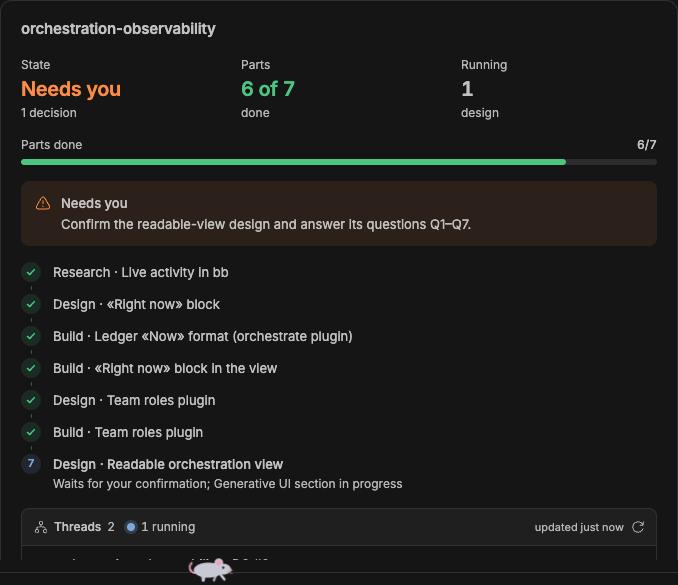 orchestration-observability
State
Parts
Running
Needs you
6 of 7
1
1 decision
done
design
Parts done
6/7
Needs you
Confirm the readable-view design and answer its questions Q1–Q7.
Research · Live activity in bb
Design · «Right now» block
Build · Ledger «Now» format (orchestrate plugin)
Build · «Right now» block in the view
Design · Team roles plugin
Build · Team roles plugin
7
Design · Readable orchestration view
Waits for your confirmation; Generative UI section in progress
Threads 2
1 running
updated just now